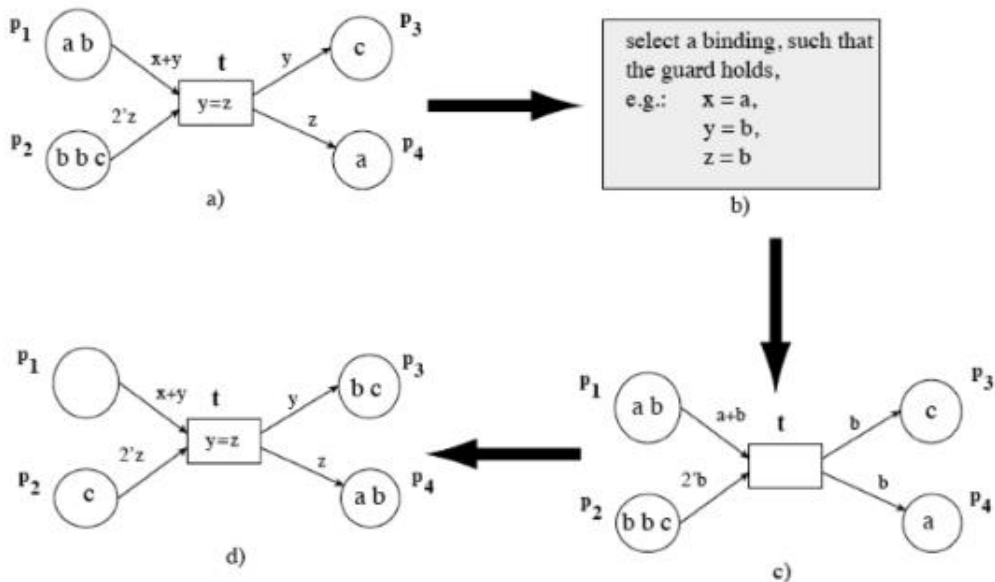 p1
a b
x+y
t
y
c
p3
y=z
2'z
z
p2
b b c
a
p4
a)
select a binding, such that
the guard holds,
e.g.: x = a,
y = b,
z = b
b)
p1
x+y
t
y
b c
p3
y=z
2'z
z
p2
c
a b
p4
d)
p1
a b
a+b
t
b
c
p3
2'b
b
p2
b b c
a
p4
c)